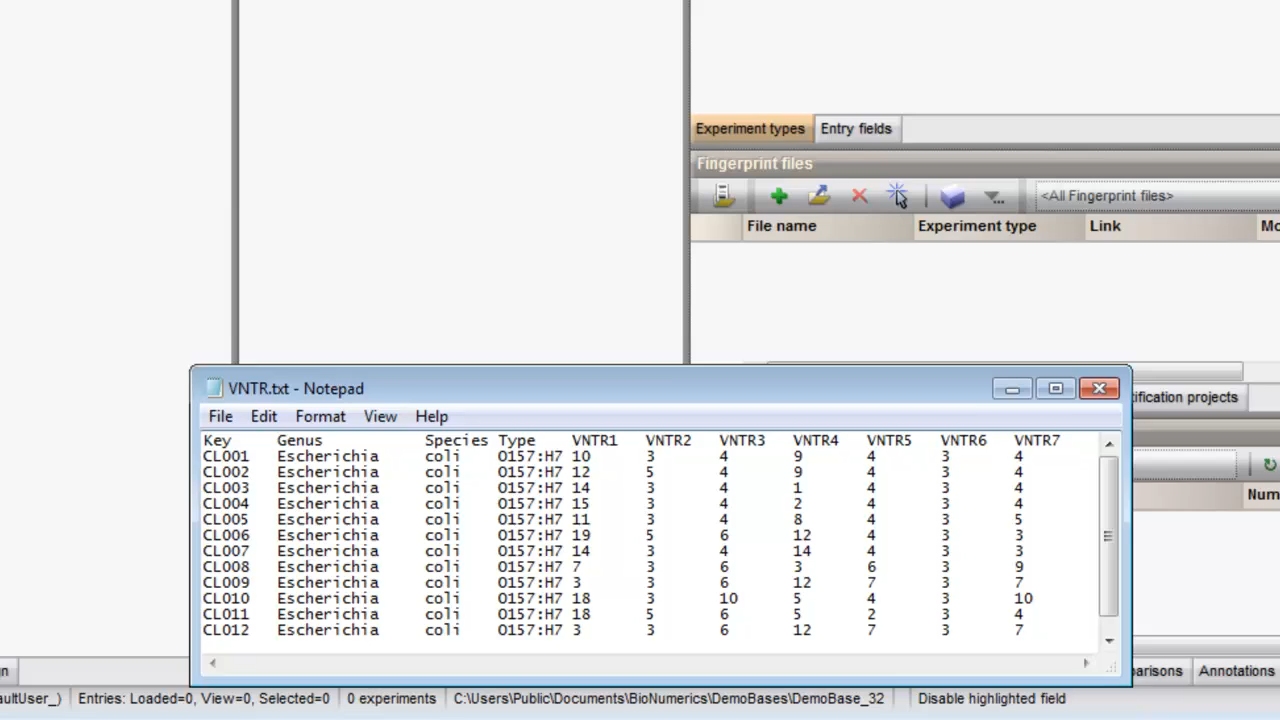 Experiment types Entry fields
Fingerprint files
<All Fingerprint files>
File name Experiment type Link Mo
VNTR.txt - Notepad
tification projects
File Edit Format View Help
Key Genus Species Type VNTR1 VNTR2 VNTR3 VNTR4 VNTR5 VNTR6 VNTR7
CL001 Escherichia coli O157:H7 10 3 4 9 4 3 4
CL002 Escherichia coli O157:H7 12 5 4 9 4 3 4
CL003 Escherichia coli O157:H7 14 3 4 1 4 3 4
CL004 Escherichia coli O157:H7 15 3 4 2 4 3 4
CL005 Escherichia coli O157:H7 11 3 4 8 4 3 5
CL006 Escherichia coli O157:H7 19 5 6 12 4 3 3
CL007 Escherichia coli O157:H7 14 3 4 14 4 3 3
CL008 Escherichia coli O157:H7 7 3 6 3 6 3 9
CL009 Escherichia coli O157:H7 3 3 6 12 7 3 7
CL010 Escherichia coli O157:H7 18 3 10 5 4 3 10
CL011 Escherichia coli O157:H7 18 5 6 5 2 3 4
CL012 Escherichia coli O157:H7 3 3 6 12 7 3 7
Num
n
parisons Annotations
aultUser_) Entries: Loaded=0, View=0, Selected=0 0 experiments C:\Users\Public\Documents\BioNumerics\DemoBases\DemoBase_32 Disable highlighted field